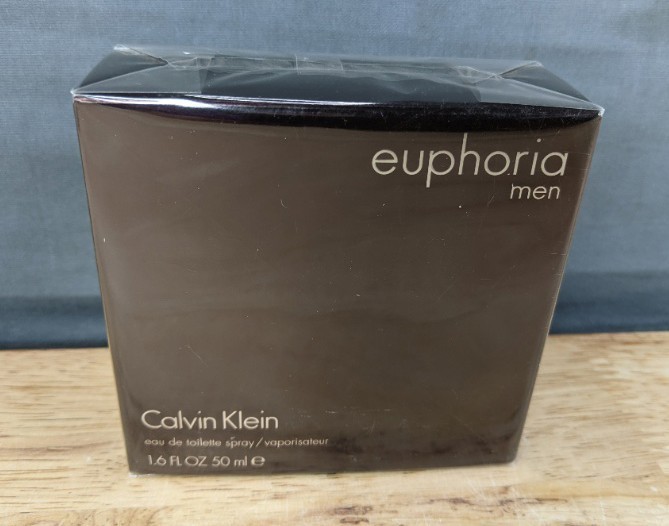 euphoria
men
Calvin Klein
eau de toilette spray/vaporisateur
1.6 FL OZ 50 ml ℮